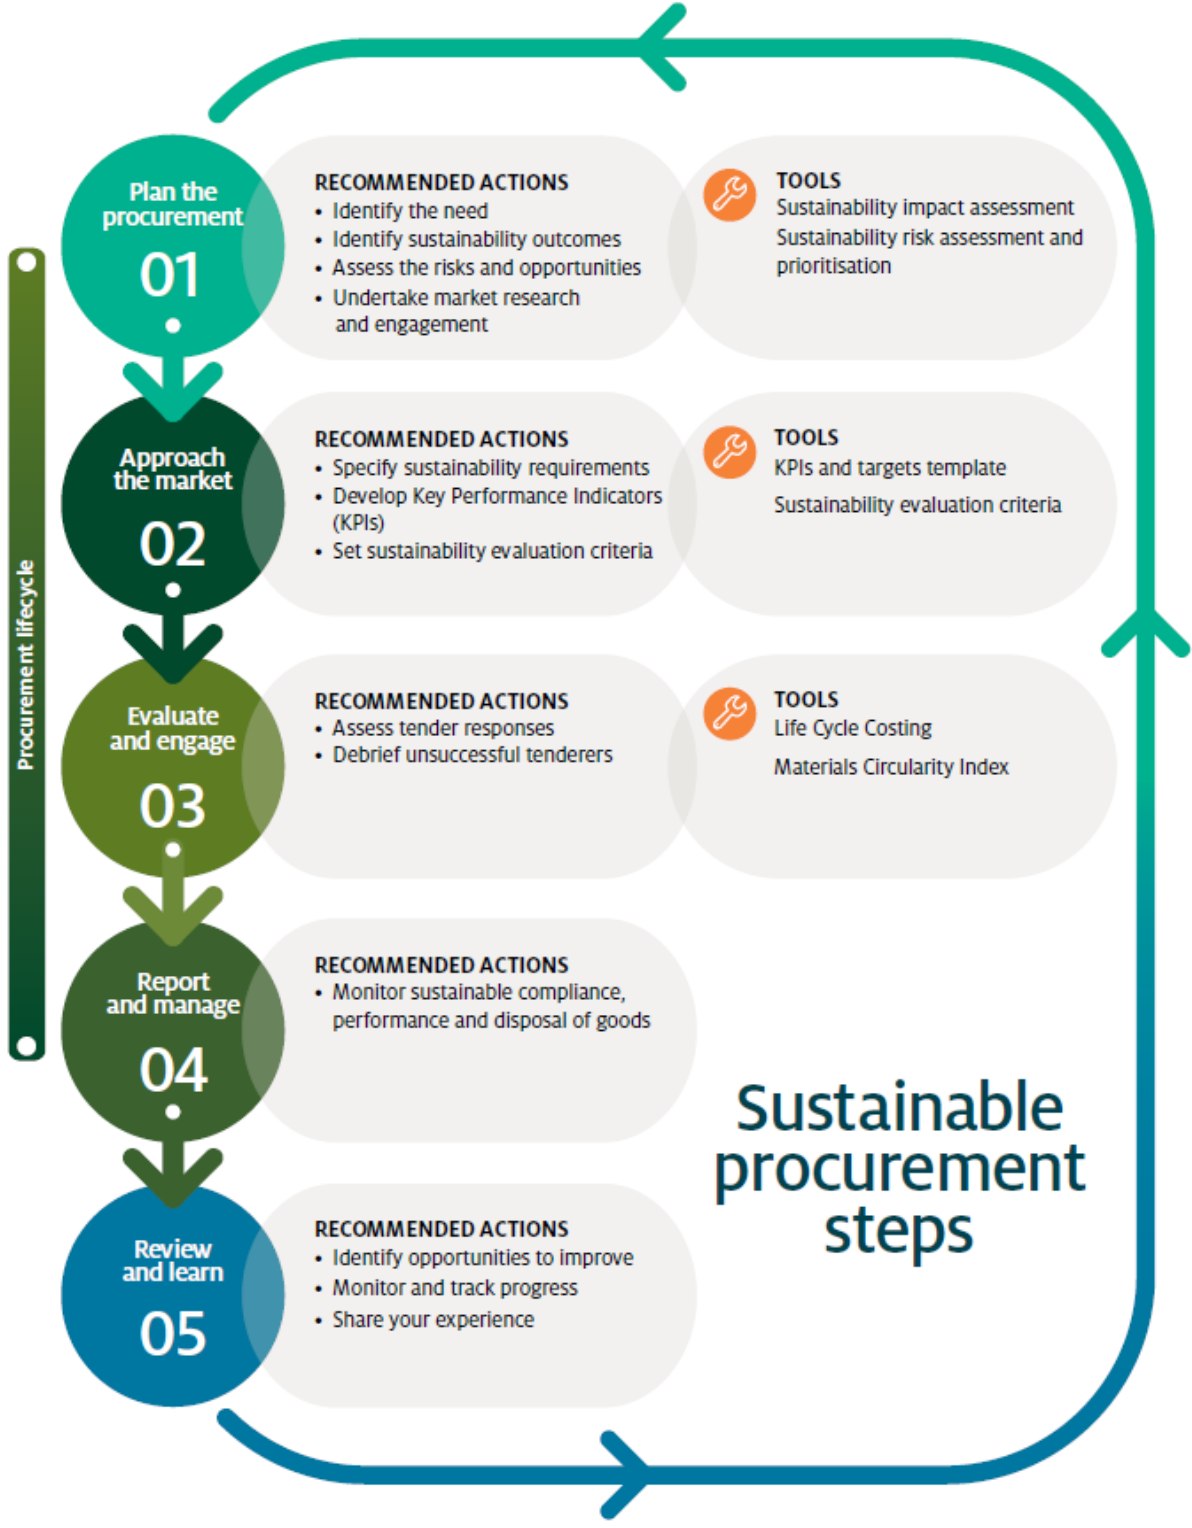 Plan the
procurement
01
RECOMMENDED ACTIONS
• Identify the need
• Identify sustainability outcomes
• Assess the risks and opportunities
• Undertake market research
and engagement
TOOLS
Sustainability impact assessment
Sustainability risk assessment and
prioritisation
Procurement lifecycle
Approach
the market
02
RECOMMENDED ACTIONS
• Specify sustainability requirements
• Develop Key Performance Indicators
(KPIs)
• Set sustainability evaluation criteria
TOOLS
KPIs and targets template
Sustainability evaluation criteria
Evaluate
and engage
03
RECOMMENDED ACTIONS
• Assess tender responses
• Debrief unsuccessful tenderers
TOOLS
Life Cycle Costing
Materials Circularity Index
Report
and manage
04
RECOMMENDED ACTIONS
• Monitor sustainable compliance,
performance and disposal of goods
Sustainable
procurement
steps
Review
and learn
05
RECOMMENDED ACTIONS
• Identify opportunities to improve
• Monitor and track progress
• Share your experience